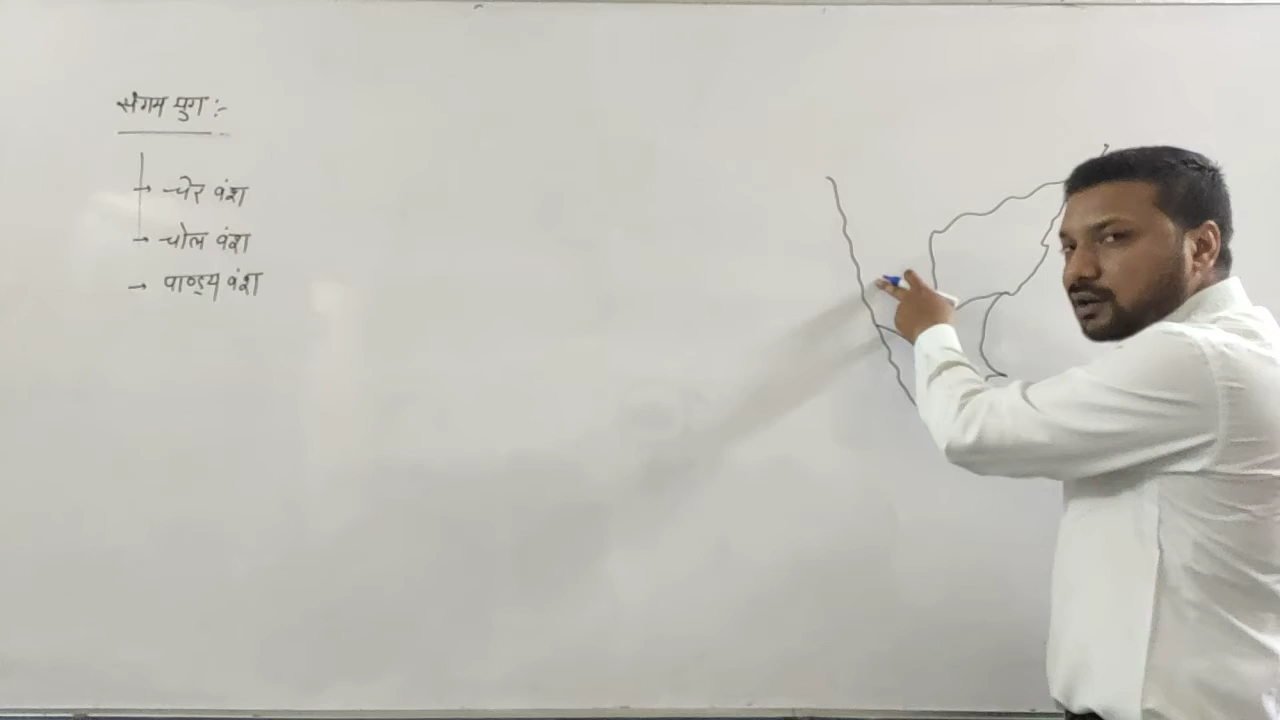 संगम युग :-
→ चेर वंश
→ चोल वंश
→ पाण्ड्य वंश